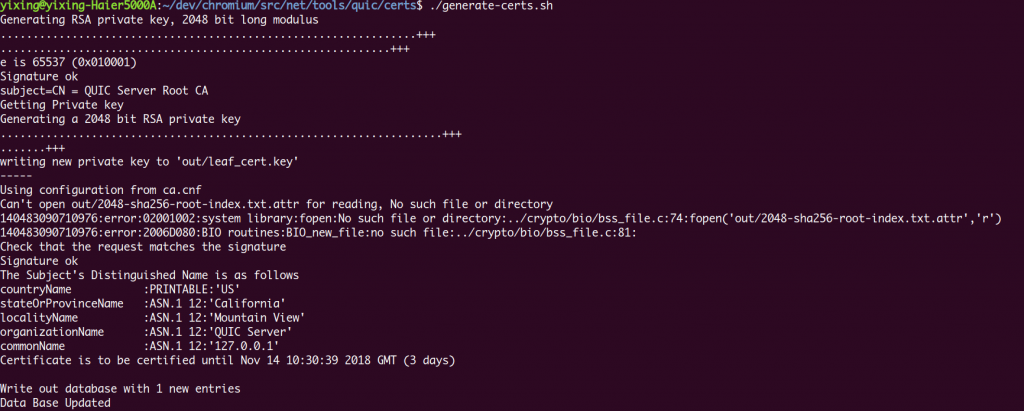 yixing@yixing-Haier5000A:~/dev/chromium/src/net/tools/quic/certs$ ./generate-certs.sh
Generating RSA private key, 2048 bit long modulus
..................................................................+++
..............................................................+++
e is 65537 (0x010001)
Signature ok
subject=CN = QUIC Server Root CA
Getting Private key
Generating a 2048 bit RSA private key
......................................................................+++
.......+++
writing new private key to 'out/leaf_cert.key'
-----
Using configuration from ca.cnf
Can't open out/2048-sha256-root-index.txt.attr for reading, No such file or directory
140483090710976:error:02001002:system library:fopen:No such file or directory:../crypto/bio/bss_file.c:74:fopen('out/2048-sha256-root-index.txt.attr','r')
140483090710976:error:2006D080:BIO routines:BIO_new_file:no such file:../crypto/bio/bss_file.c:81:
Check that the request matches the signature
Signature ok
The Subject's Distinguished Name is as follows
countryName           :PRINTABLE:'US'
stateOrProvinceName   :ASN.1 12:'California'
localityName          :ASN.1 12:'Mountain View'
organizationName      :ASN.1 12:'QUIC Server'
commonName            :ASN.1 12:'127.0.0.1'
Certificate is to be certified until Nov 14 10:30:39 2018 GMT (3 days)
Write out database with 1 new entries
Data Base Updated